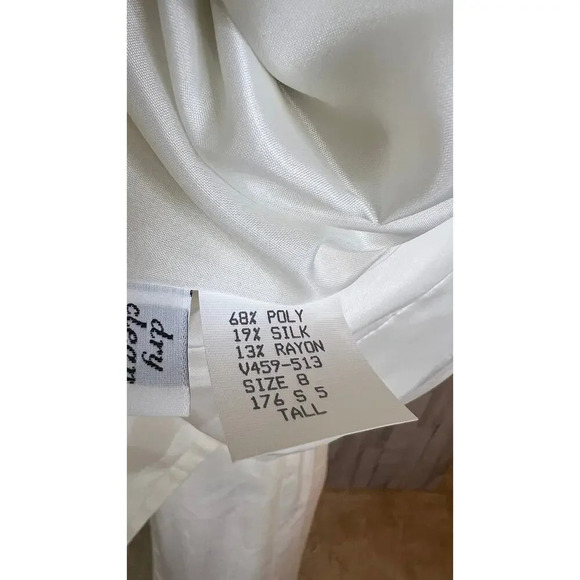 dry
clean
68% POLY
19% SILK
13% RAYON
V459-513
SIZE 8
176 S 5
TALL